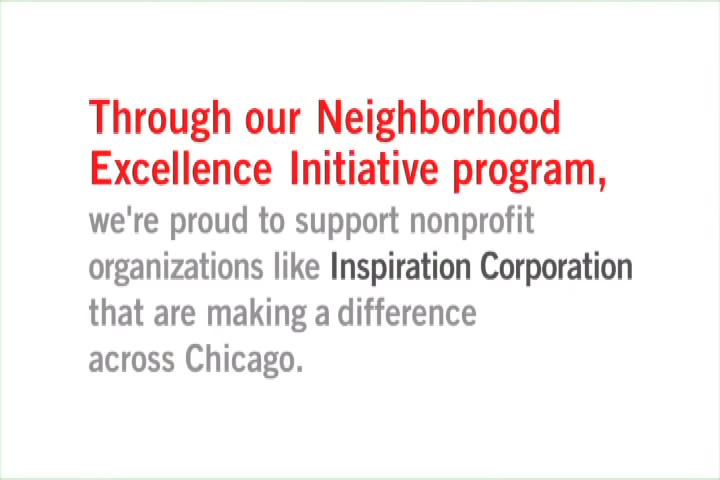 Through our Neighborhood
Excellence Initiative program,
we're proud to support nonprofit
organizations like Inspiration Corporation
that are making a difference
across Chicago.